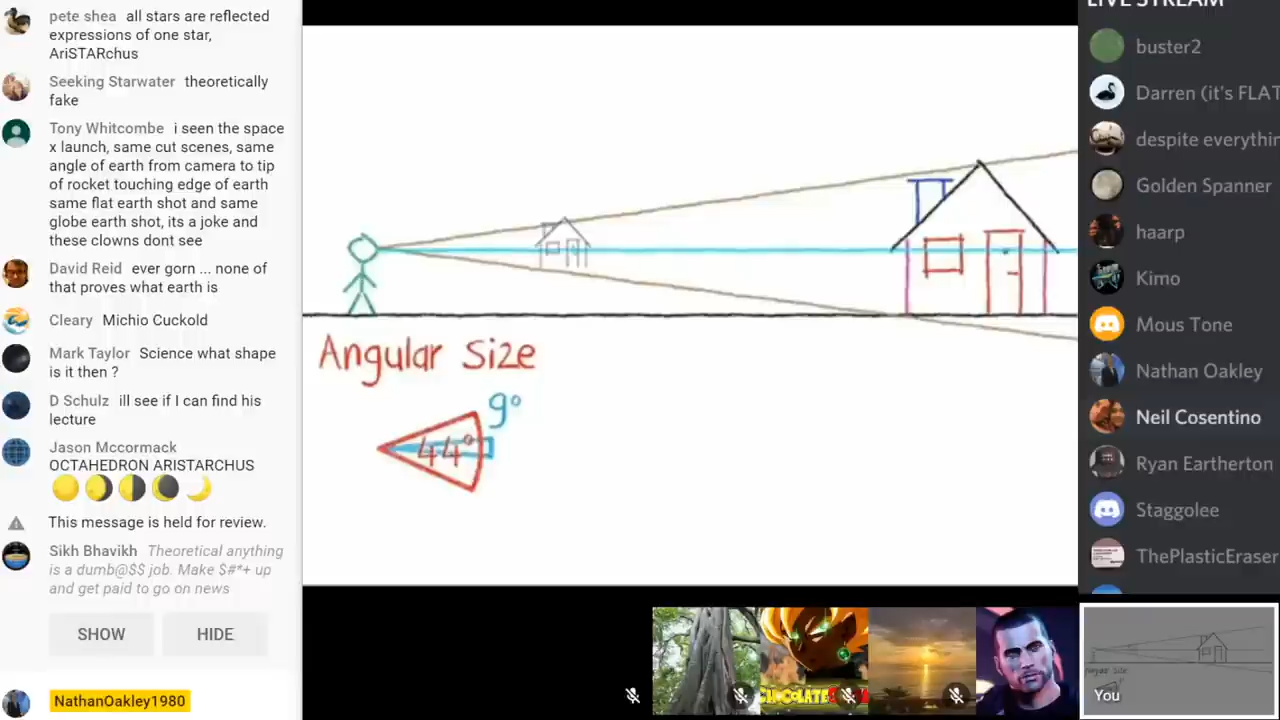 pete shea all stars are reflected
expressions of one star,
AriSTARchus
Seeking Starwater theoretically
fake
Tony Whitcombe i seen the space
x launch, same cut scenes, same
angle of earth from camera to tip
of rocket touching edge of earth
same flat earth shot and same
globe earth shot, its a joke and
these clowns dont see
David Reid ever gorn ... none of
that proves what earth is
Cleary Michio Cuckold
Mark Taylor Science what shape
is it then ?
D Schulz ill see if I can find his
lecture
Jason Mccormack
OCTAHEDRON ARISTARCHUS
This message is held for review.
Sikh Bhavikh Theoretical anything
is a dumb@$$ job. Make $#*+ up
and get paid to go on news
SHOW HIDE
NathanOakley1980
Angular size
9°
44°
CHOCOLATE
LIVE STREAM
buster2
Darren (it's FLAT
despite everythin
Golden Spanner
haarp
Kimo
Mous Tone
Nathan Oakley
Neil Cosentino
Ryan Eartherton
Staggolee
ThePlasticEraser
Angular size
You